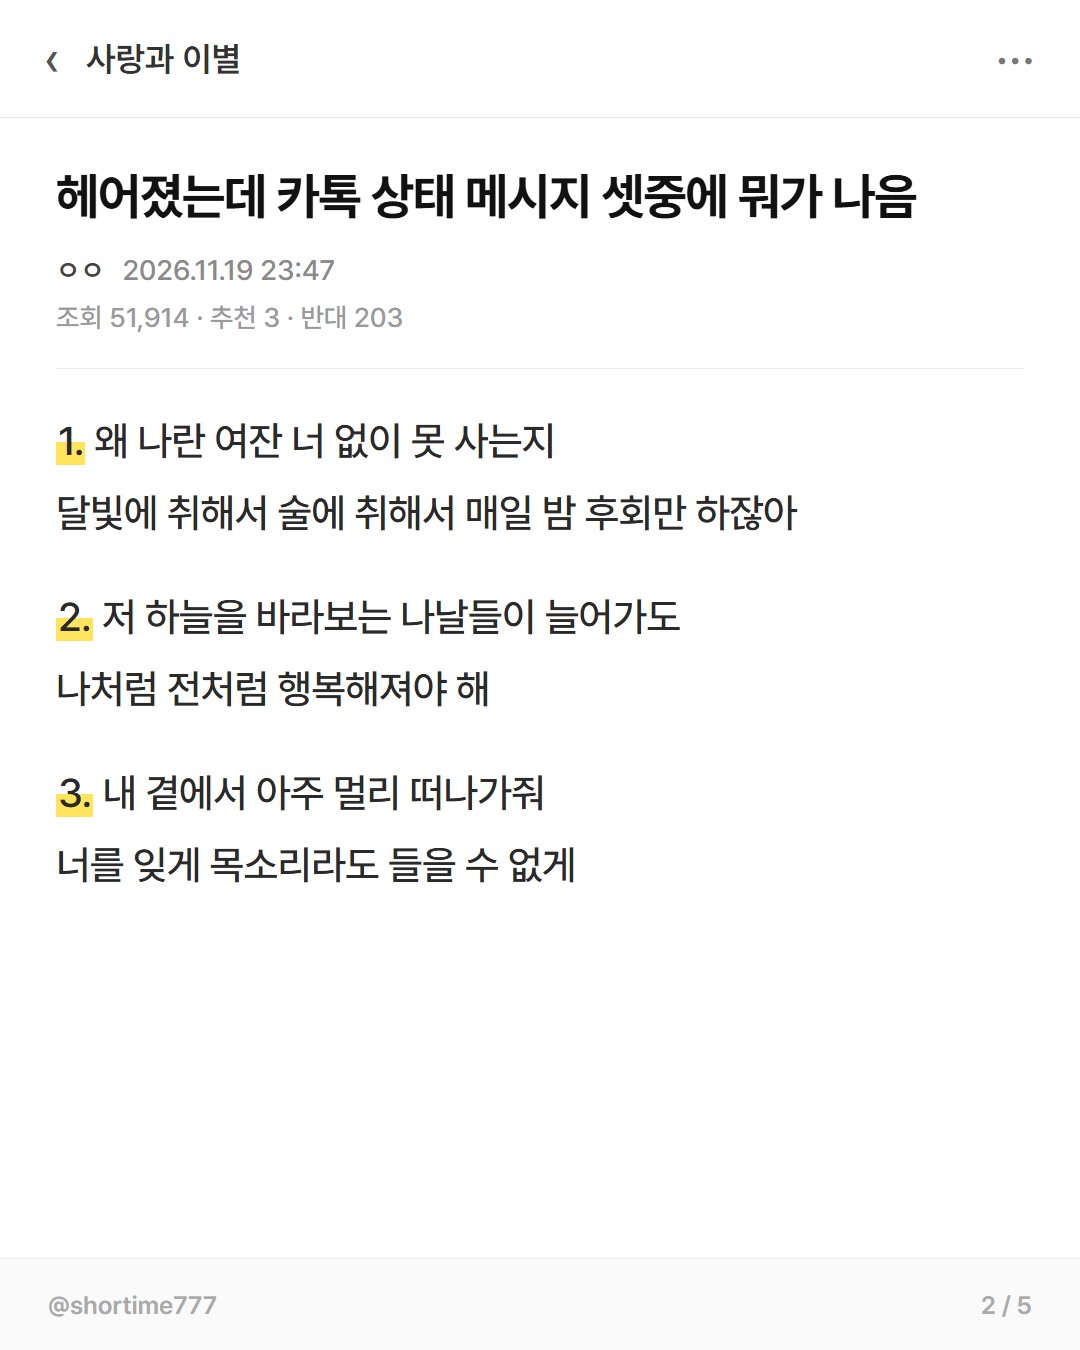 사랑과 이별
헤어졌는데 카톡 상태 메시지 셋중에 뭐가 나음
ㅇㅇ 2026.11.19 23:47
조회 51,914 · 추천 3 · 반대 203
1. 왜 나란 여잔 너 없이 못 사는지
달빛에 취해서 술에 취해서 매일 밤 후회만 하잖아
2. 저 하늘을 바라보는 나날들이 늘어가도
나처럼 전처럼 행복해져야 해
3. 내 곁에서 아주 멀리 떠나가줘
너를 잊게 목소리라도 들을 수 없게
@shortime777
2 / 5